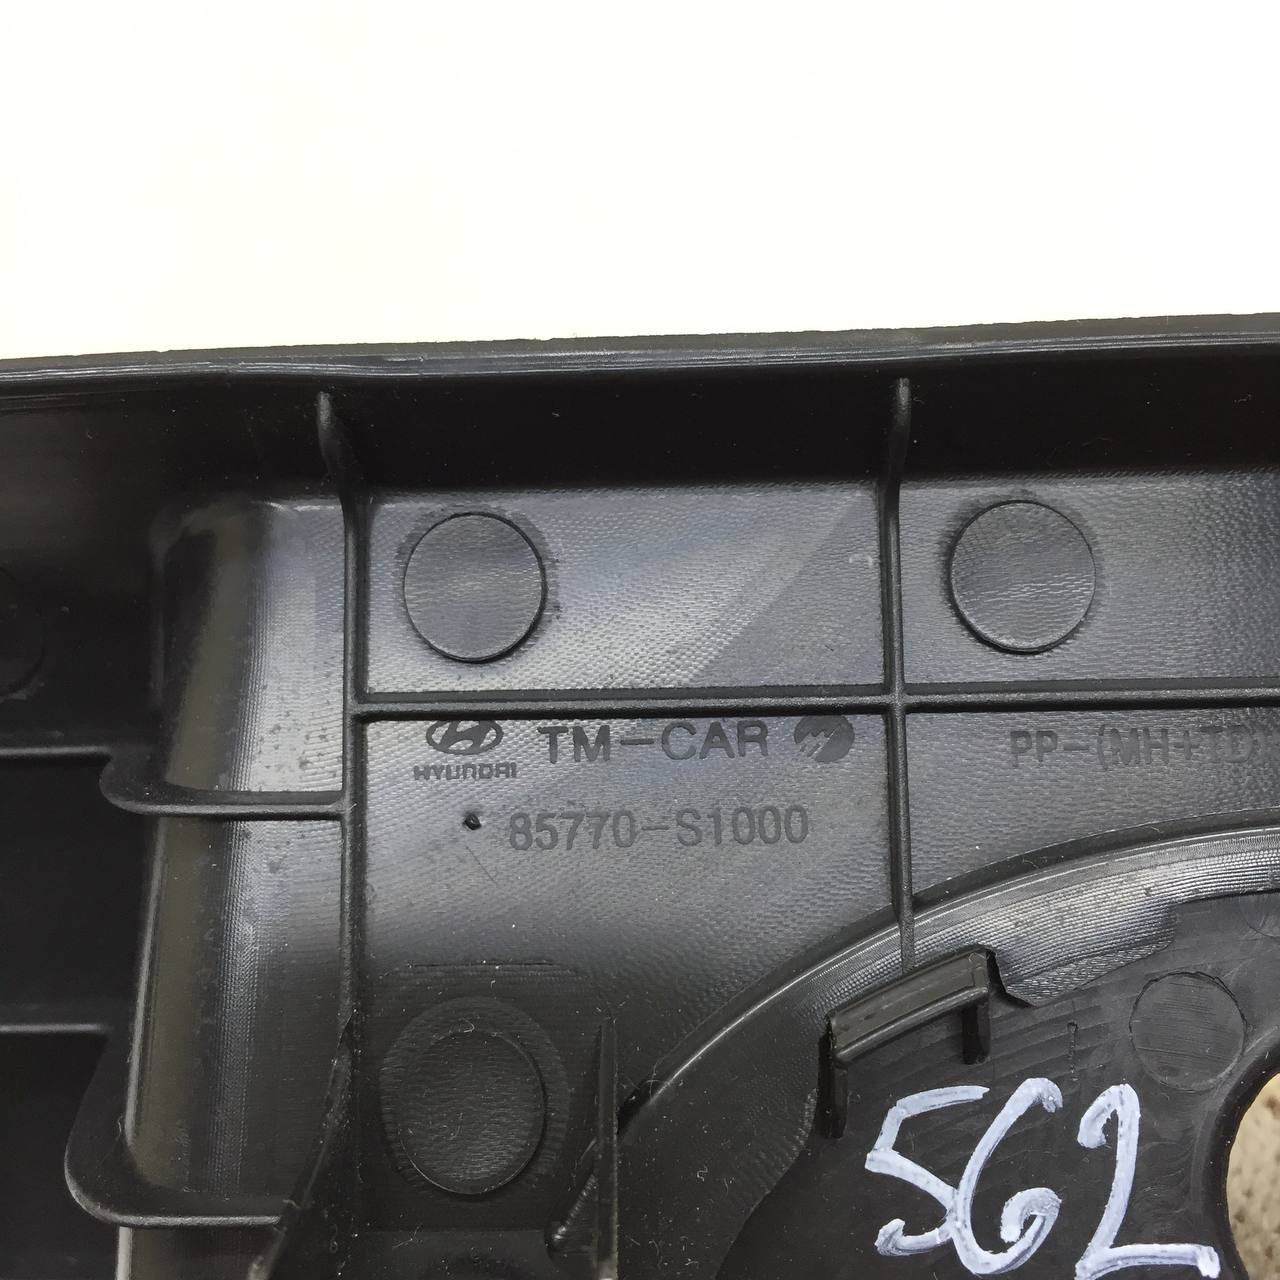 HYUNDAI TM-CAR
PP-(MH+TD
85770-S1000
562